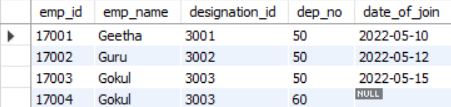 emp_id emp_name designation_id dep_no date_of_join
17001 Geetha 3001 50 2022-05-10
17002 Guru 3002 50 2022-05-12
17003 Gokul 3003 50 2022-05-15
17004 Gokul 3003 60 NULL